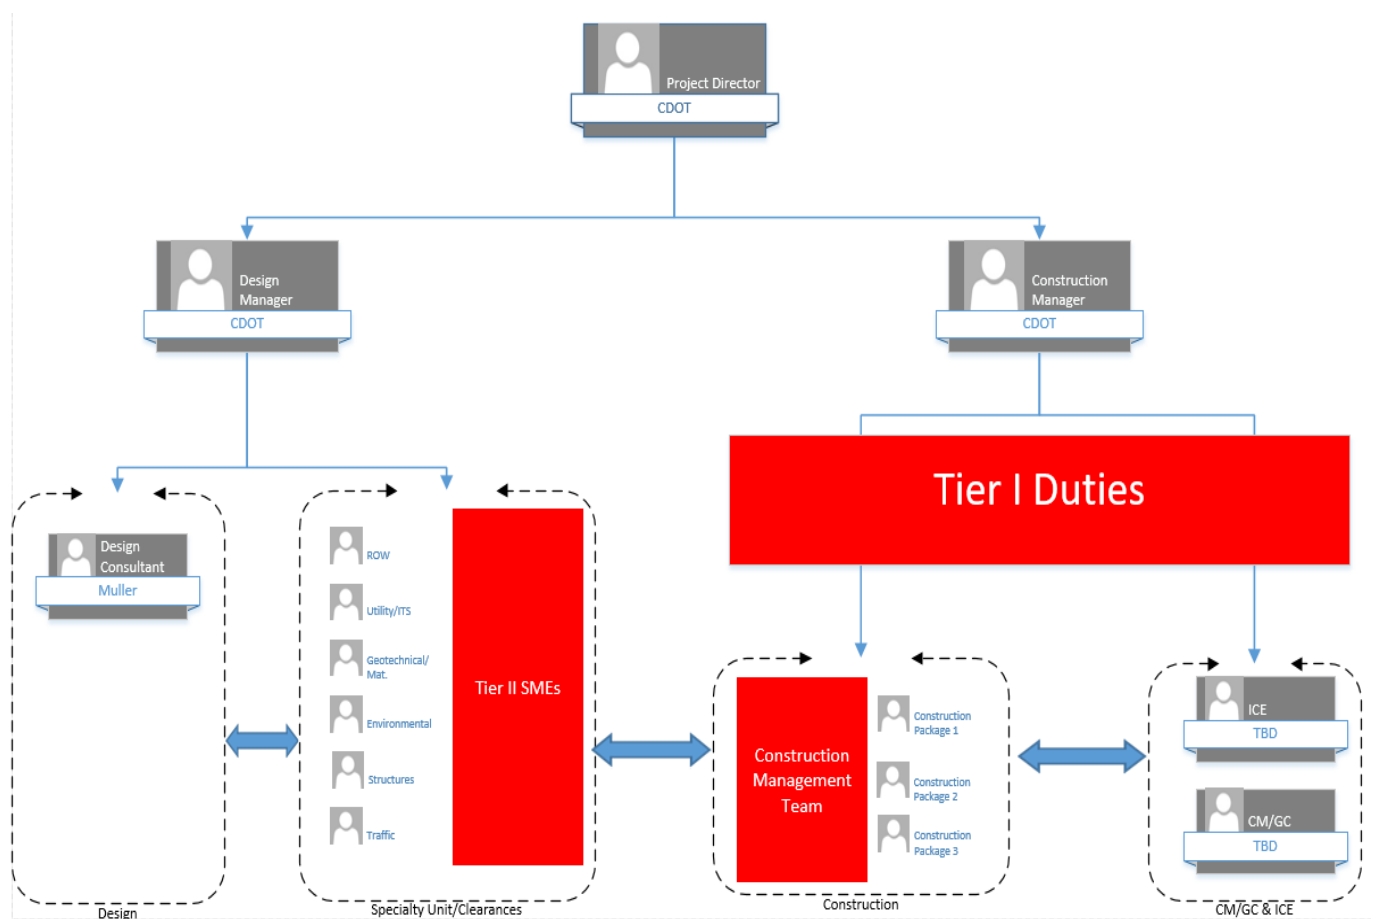 Project Director
CDOT
Design
Manager
CDOT
Construction
Manager
CDOT
Tier I Duties
Design
Consultant
Muller
ROW
Utility/ITS
Geotechnical/
Mat.
Environmental
Structures
Traffic
Tier II SMEs
Construction
Management
Team
Construction
Package 1
Construction
Package 2
Construction
Package 3
ICE
TBD
CM/GC
TBD
Design
Specialty Unit/Clearances
Construction
CM/GC & ICE